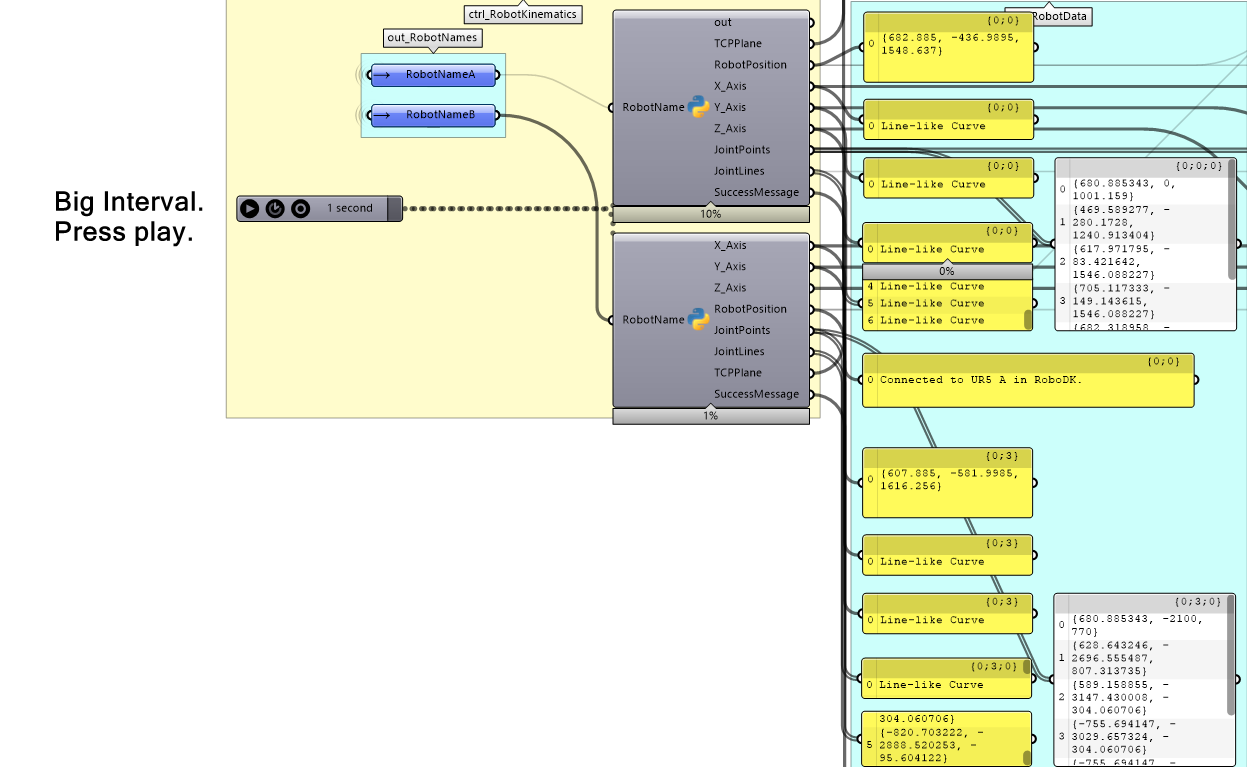 ctrl_RobotKinematics
out_RobotNames
RobotNameA
RobotNameB
Big Interval.
Press play.
1 second
RobotName
out
TCPPlane
RobotPosition
X_Axis
Y_Axis
Z_Axis
JointPoints
JointLines
SuccessMessage
10%
RobotName
X_Axis
Y_Axis
Z_Axis
RobotPosition
JointPoints
JointLines
TCPPlane
SuccessMessage
1%
RobotData
{0;0}
0 {682.885, -436.9895,
1548.637}
{0;0}
0 Line-like Curve
{0;0}
0 Line-like Curve
{0;0}
0 Line-like Curve
0%
4 Line-like Curve
5 Line-like Curve
6 Line-like Curve
{0;0;0}
0 {680.885343, 0,
1001.159}
1 {469.589277, -
280.1728,
1240.913404}
2 {617.971795, -
83.421642,
1546.088227}
3 {705.117333, -
149.143615,
1546.088227}
{682.318958, -
{0;0}
0 Connected to UR5 A in RoboDK.
{0;3}
0 {607.885, -581.9985,
1616.256}
{0;3}
0 Line-like Curve
{0;3}
0 Line-like Curve
{0;3;0}
0 Line-like Curve
304.060706}
5 {-820.703222, -
2888.520253, -
95.604122}
{0;3;0}
0 {680.885343, -2100,
770}
1 {628.643246, -
2696.555487,
807.313735}
2 {589.158855, -
3147.430008, -
304.060706}
3 {-755.694147, -
3029.657324, -
304.060706}
{-755.694147, -